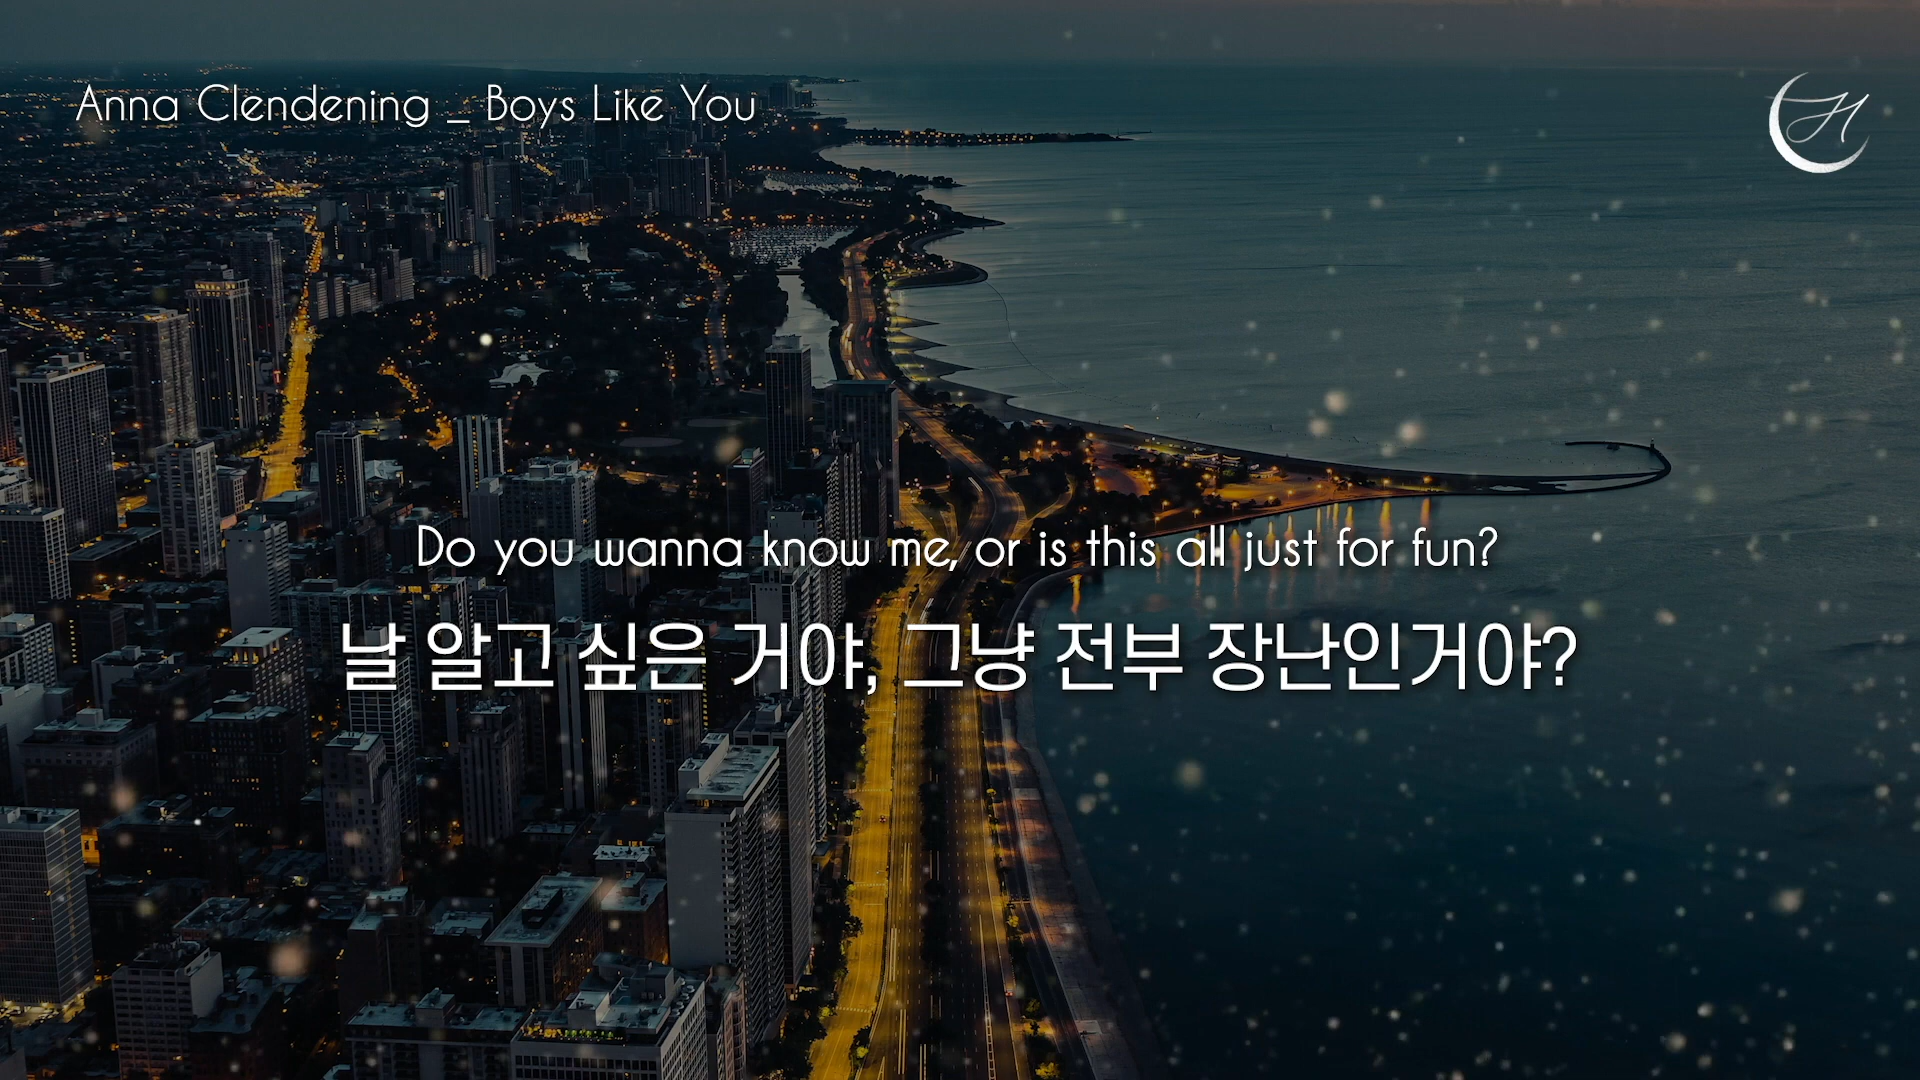 Anna Clendening _ Boys Like You
Do you wanna know me, or is this all just for fun?
날 알고 싶은 거야, 그냥 전부 장난인거야?